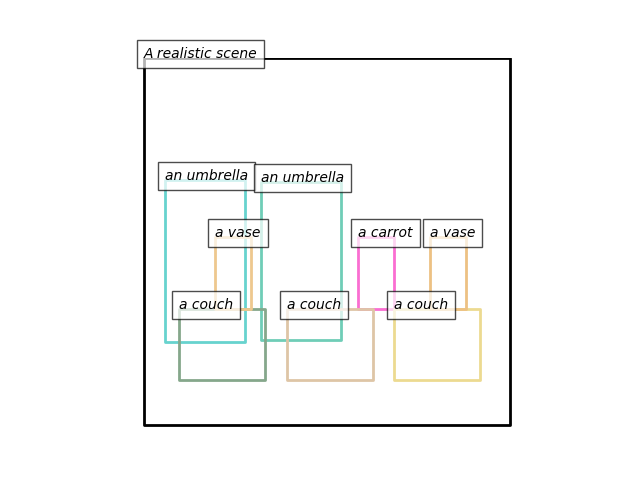 A realistic scene
an umbrella
an umbrella
a vase
a carrot
a vase
a couch
a couch
a couch